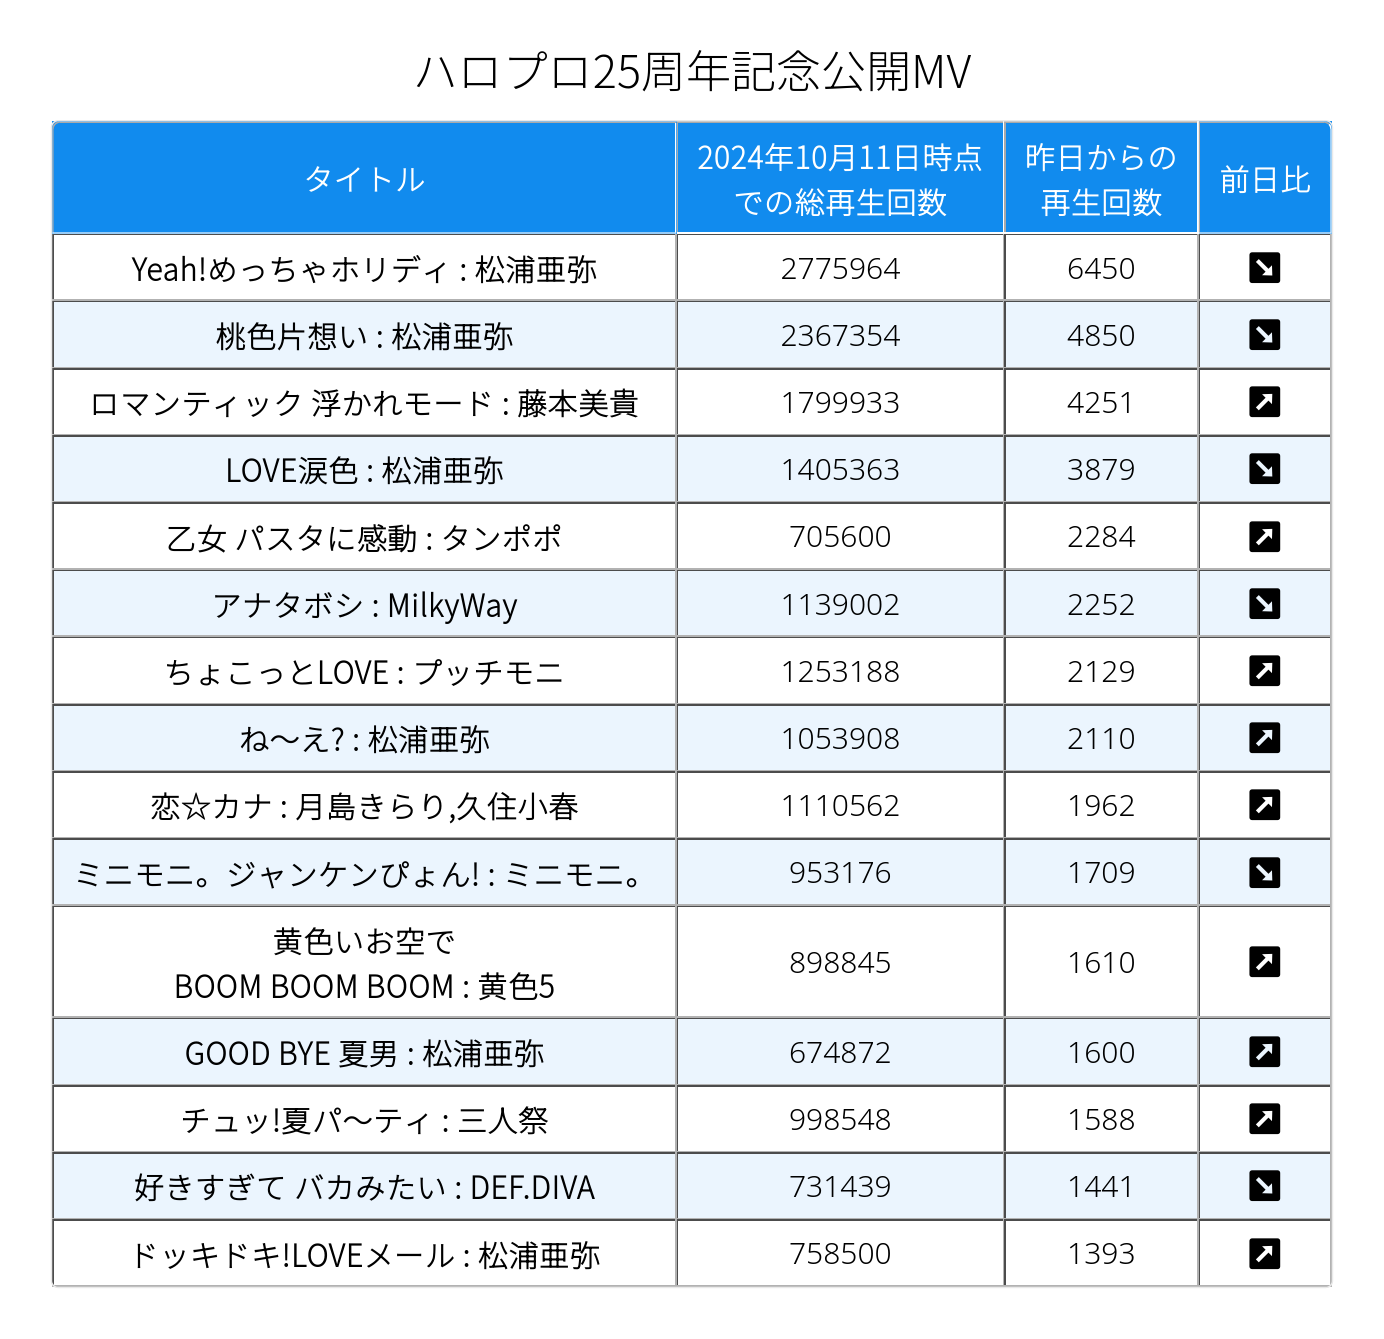 ハロプロ25周年記念公開MV
タイトル
2024年10月11日時点
での総再生回数
昨日からの
再生回数
前日比
Yeah!めっちゃホリディ : 松浦亜弥 2775964 6450 ↘
桃色片想い : 松浦亜弥 2367354 4850 ↘
ロマンティック 浮かれモード : 藤本美貴 1799933 4251 ↗
LOVE涙色 : 松浦亜弥 1405363 3879 ↘
乙女 パスタに感動 : タンポポ 705600 2284 ↗
アナタボシ : MilkyWay 1139002 2252 ↘
ちょこっとLOVE : プッチモニ 1253188 2129 ↗
ね～え? : 松浦亜弥 1053908 2110 ↗
恋☆カナ : 月島きらり,久住小春 1110562 1962 ↗
ミニモニ。ジャンケンぴょん! : ミニモニ。 953176 1709 ↘
黄色いお空で
BOOM BOOM BOOM : 黄色5 898845 1610 ↗
GOOD BYE 夏男 : 松浦亜弥 674872 1600 ↗
チュッ!夏パ～ティ : 三人祭 998548 1588 ↗
好きすぎて バカみたい : DEF.DIVA 731439 1441 ↘
ドッキドキ!LOVEメール : 松浦亜弥 758500 1393 ↗